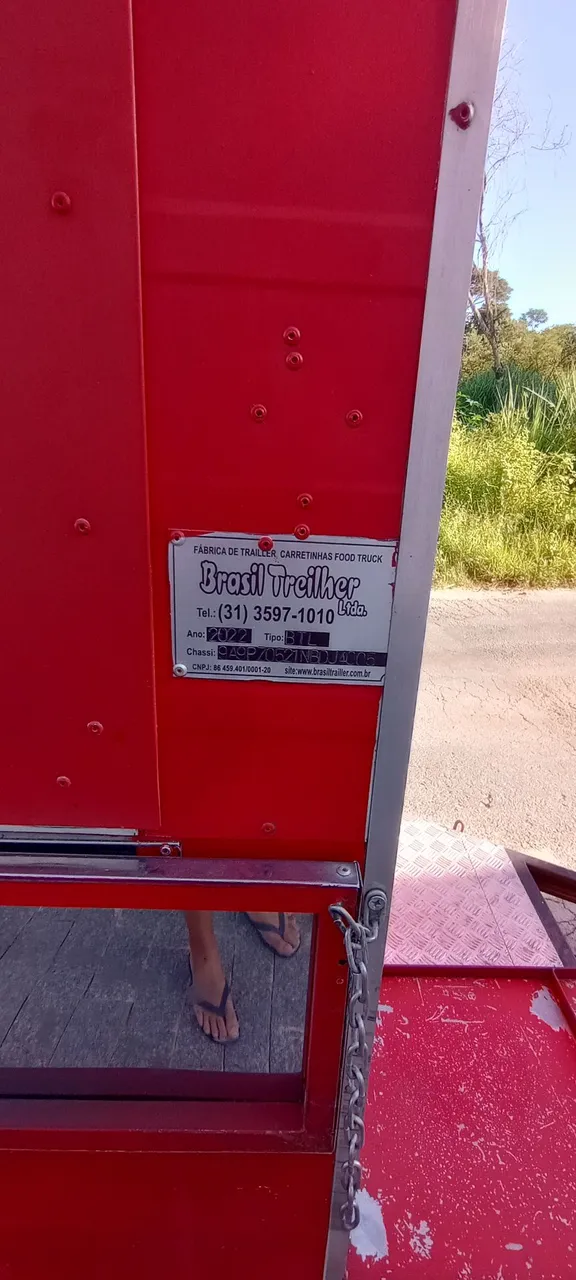 FÁBRICA DE TRAILLER, CARRETINHAS FOOD TRUCK
Brasil Treilher
Ltda.
Tel.: (31) 3597-1010
Ano: 2022 Tipo: BTL
Chassi:
CNPJ: 86 459.401/0001-20 site:www.brasiltrailler.com.br